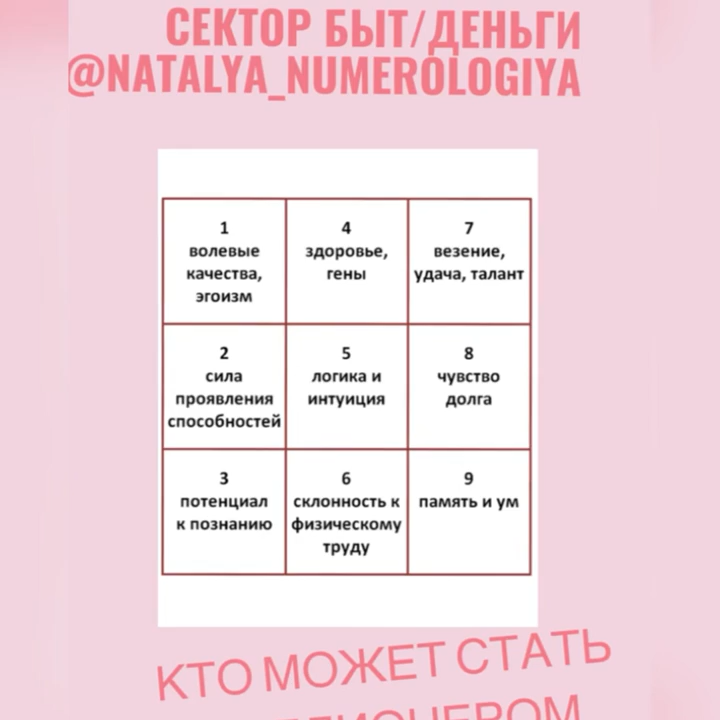 СЕКТОР БЫТ/ДЕНЬГИ
@NATALYA_NUMEROLOGIYA
1
волевые
качества,
эгоизм
4
здоровье,
гены
7
везение,
удача, талант
2
сила
проявления
способностей
5
логика и
интуиция
8
чувство
долга
3
потенциал
к познанию
6
склонность к
физическому
труду
9
память и ум
КТО МОЖЕТ СТАТЬ